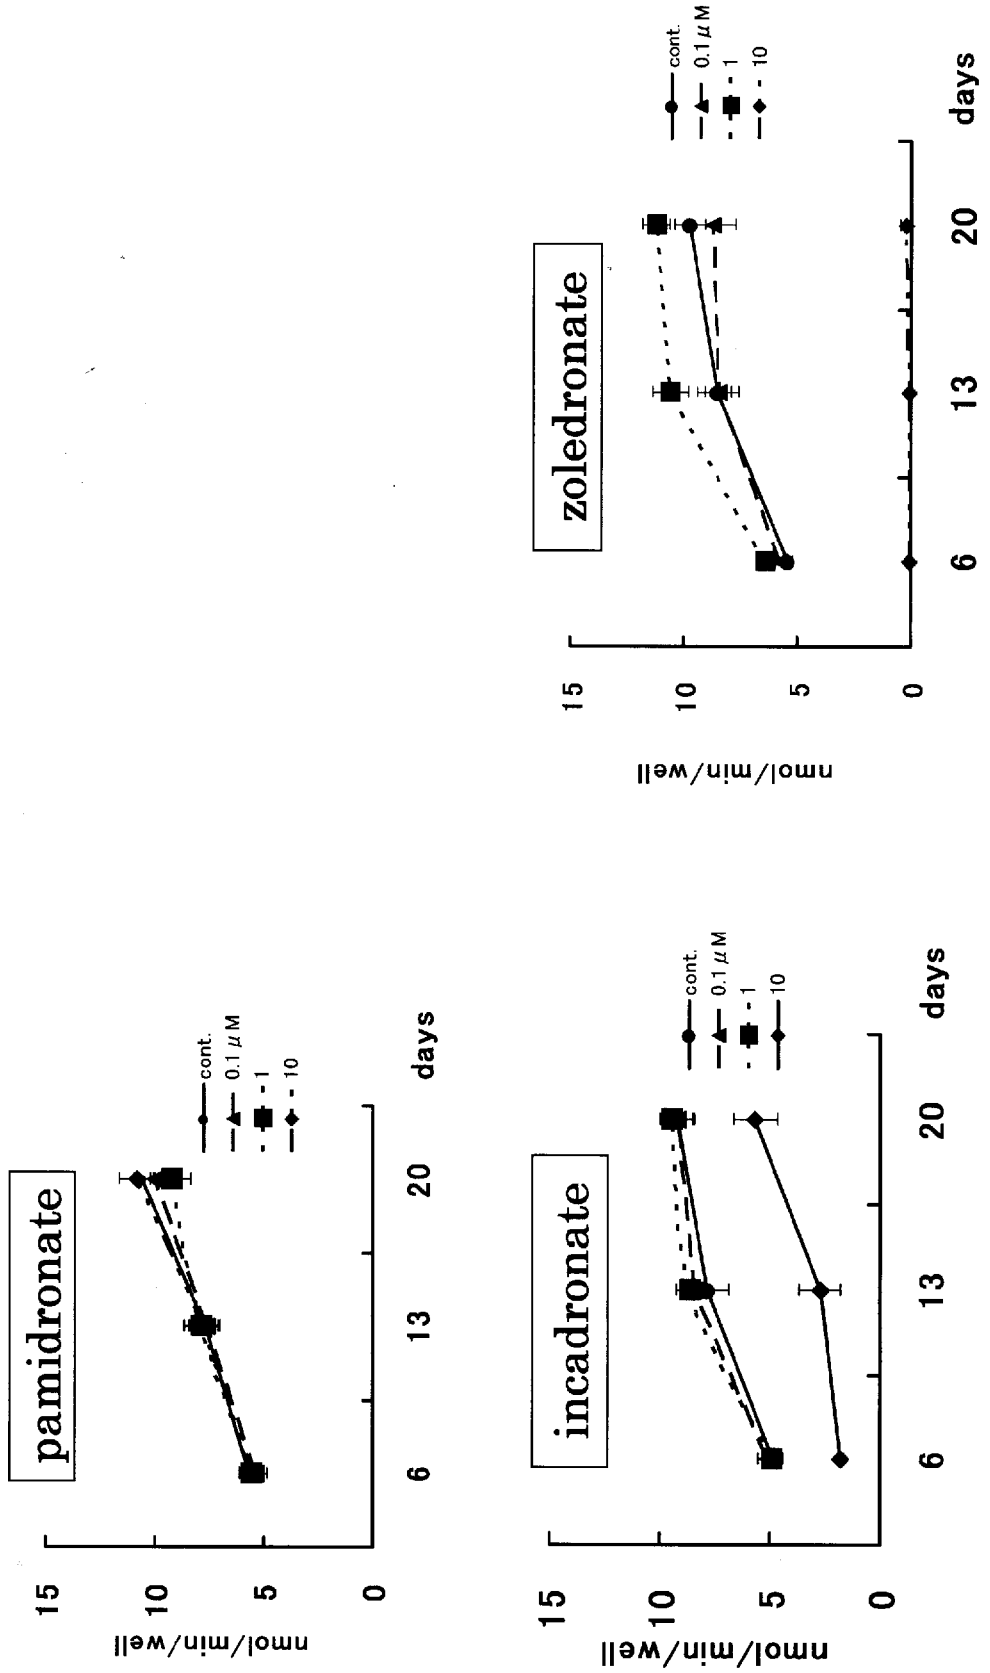 pamidronate
15
10
5
0
nmol/min/well
6
13
20
days
cont.
0.1 μM
1
10
incadronate
15
10
5
0
nmol/min/well
6
13
20
days
cont.
0.1 μM
1
10
zoledronate
15
10
5
0
nmol/min/well
6
13
20
days
cont.
0.1 μM
1
10